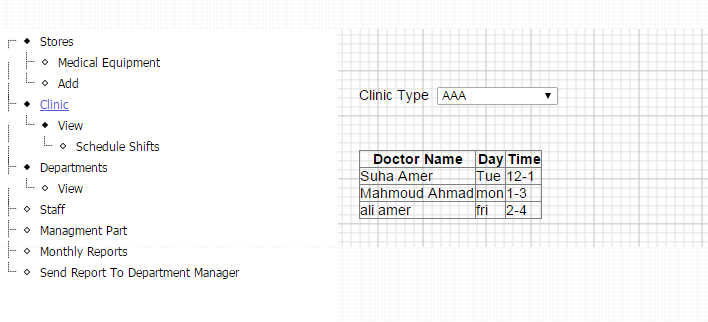 Stores
Medical Equipment
Add
Clinic
View
Schedule Shifts
Departments
View
Staff
Managment Part
Monthly Reports
Send Report To Department Manager
Clinic Type AAA
Doctor Name Day Time
Suha Amer Tue 12-1
Mahmoud Ahmad mon 1-3
ali amer fri 2-4